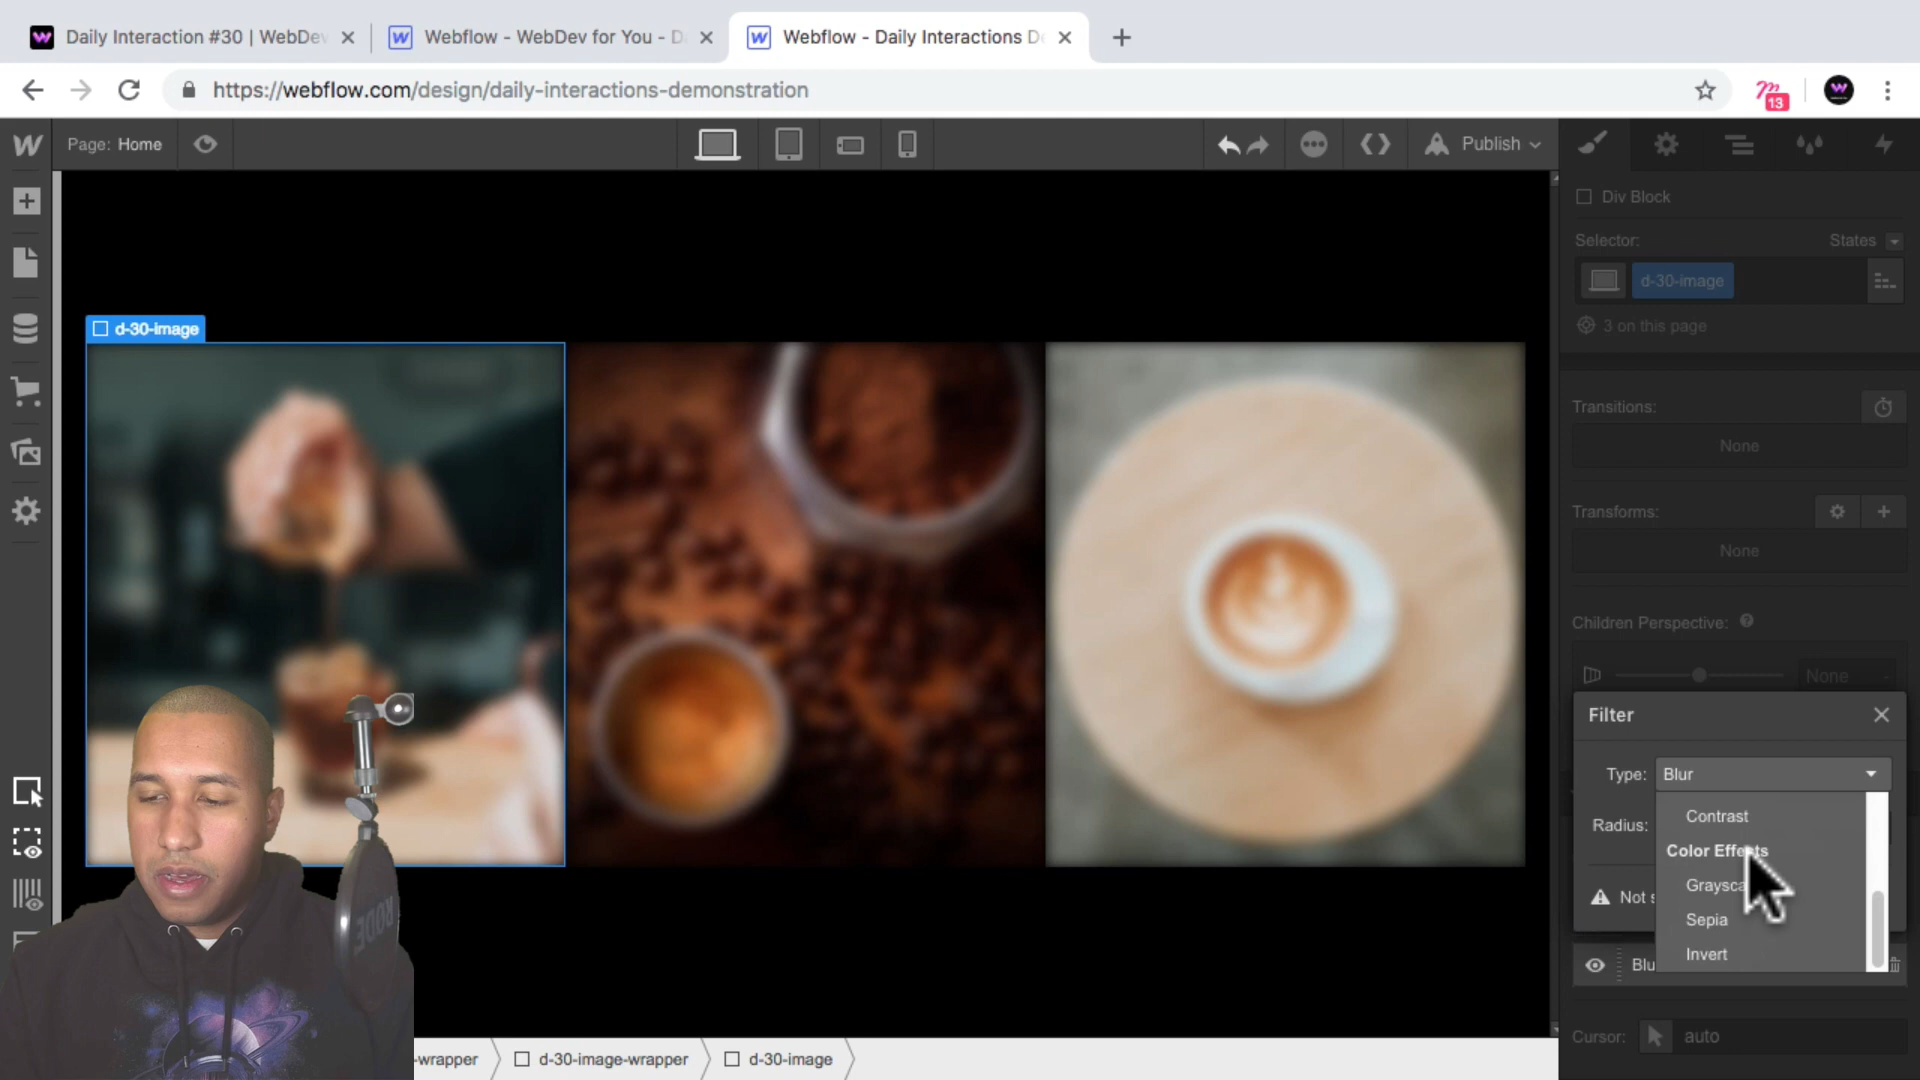 Daily Interaction #30 | WebDev
Webflow - WebDev for You - D
Webflow - Daily Interactions D
https://webflow.com/design/daily-interactions-demonstration
13
Page: Home
Publish
Div Block
Selector:
States
d-30-image
3 on this page
d-30-image
Transitions:
None
Transforms:
None
Children Perspective:
None
Filter
Type:
Blur
Contrast
Radius:
Color Effects
Graysca
Not s
Sepia
Invert
Blu
RODE
Cursor:
auto
-wrapper
d-30-image-wrapper
d-30-image